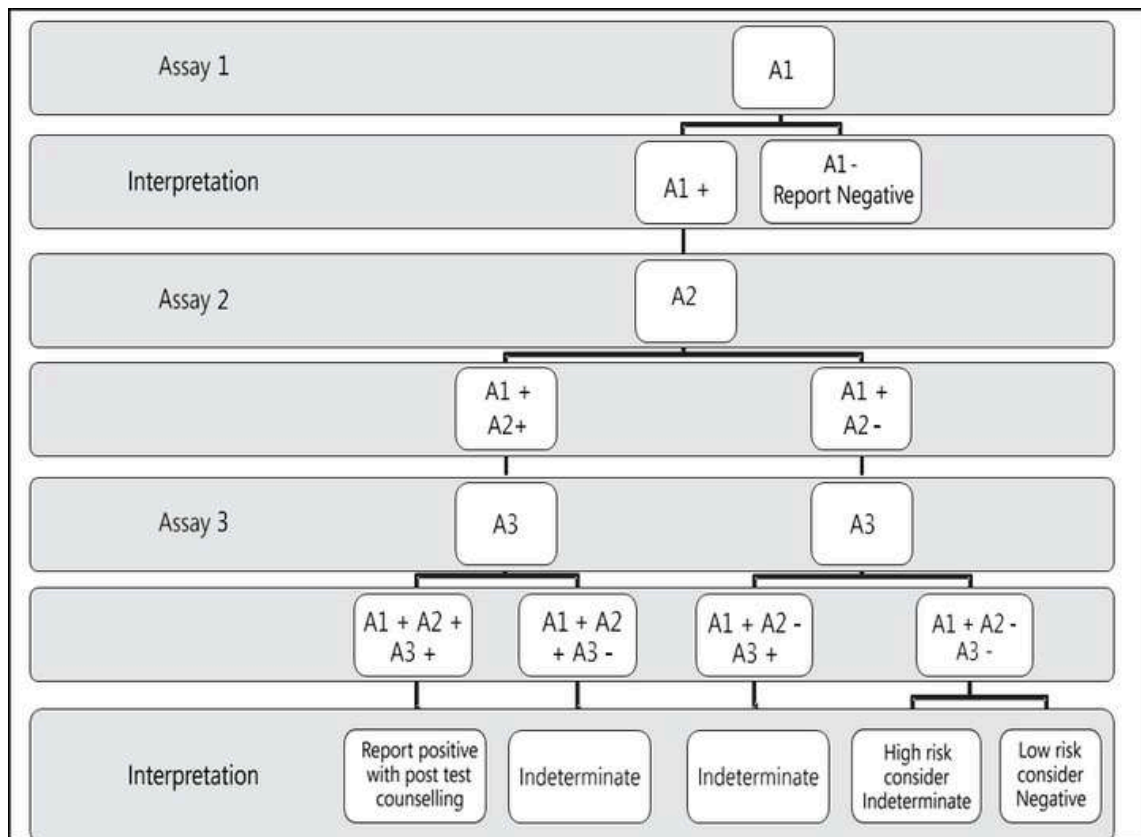 Assay 1
A1
Interpretation
A1 +
A1 -
Report Negative
Assay 2
A2
A1 +
A2+
A1 +
A2 -
Assay 3
A3
A3
A1 + A2 +
A3 +
A1 + A2
+ A3 -
A1 + A2 -
A3 +
A1 + A2 -
A3 -
Interpretation
Report positive
with post test
counselling
Indeterminate
Indeterminate
High risk
consider
Indeterminate
Low risk
consider
Negative